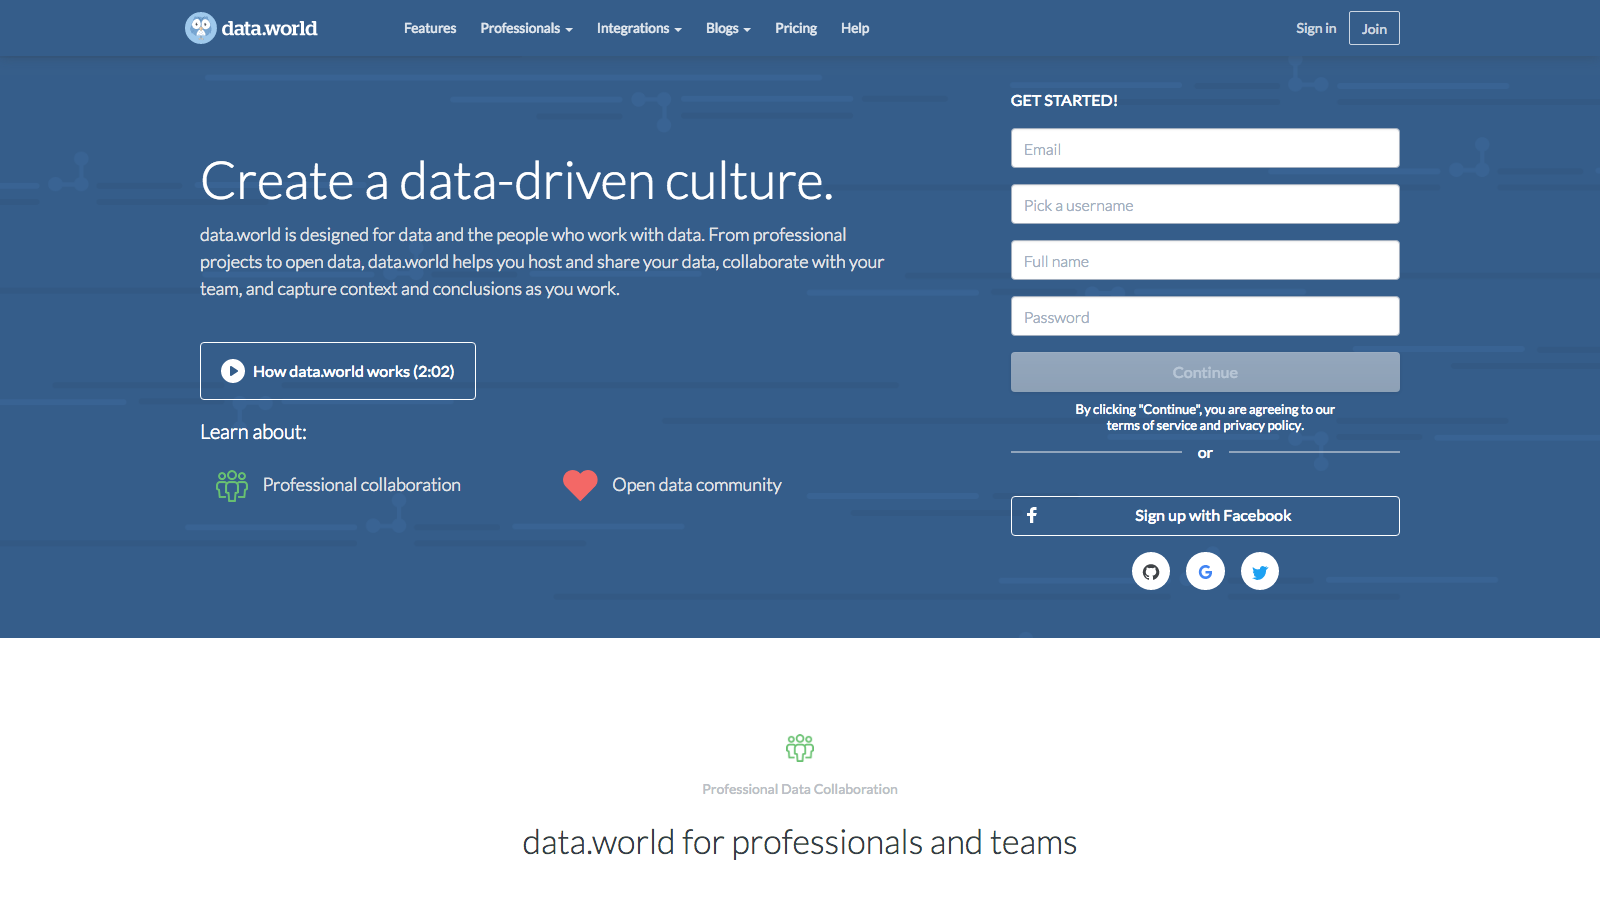 data.world
Features Professionals Integrations Blogs Pricing Help
Sign in Join
Create a data-driven culture.
data.world is designed for data and the people who work with data. From professional
projects to open data, data.world helps you host and share your data, collaborate with your
team, and capture context and conclusions as you work.
How data.world works (2:02)
Learn about:
Professional collaboration
Open data community
GET STARTED!
Email
Pick a username
Full name
Password
Continue
By clicking "Continue", you are agreeing to our
terms of service and privacy policy.
or
Sign up with Facebook
Professional Data Collaboration
data.world for professionals and teams